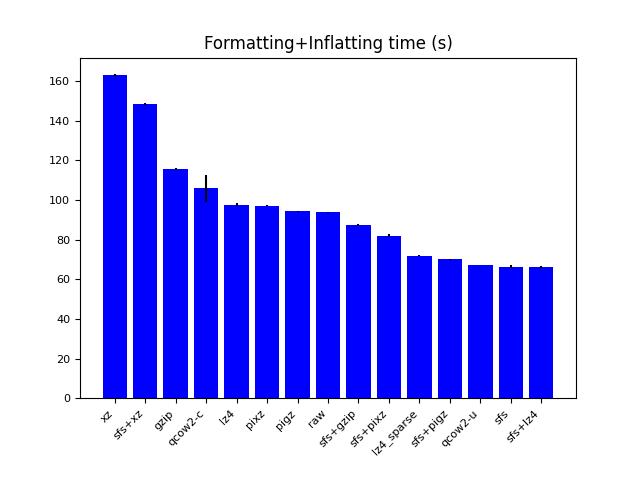 Formatting+Inflatting time (s)
160
140
120
100
80
60
40
20
0
xz
sfs+xz
gzip
qcow2-c
lz4
pixz
pigz
raw
sfs+gzip
sfs+pixz
lz4_sparse
sfs+pigz
qcow2-u
sfs
sfs+lz4